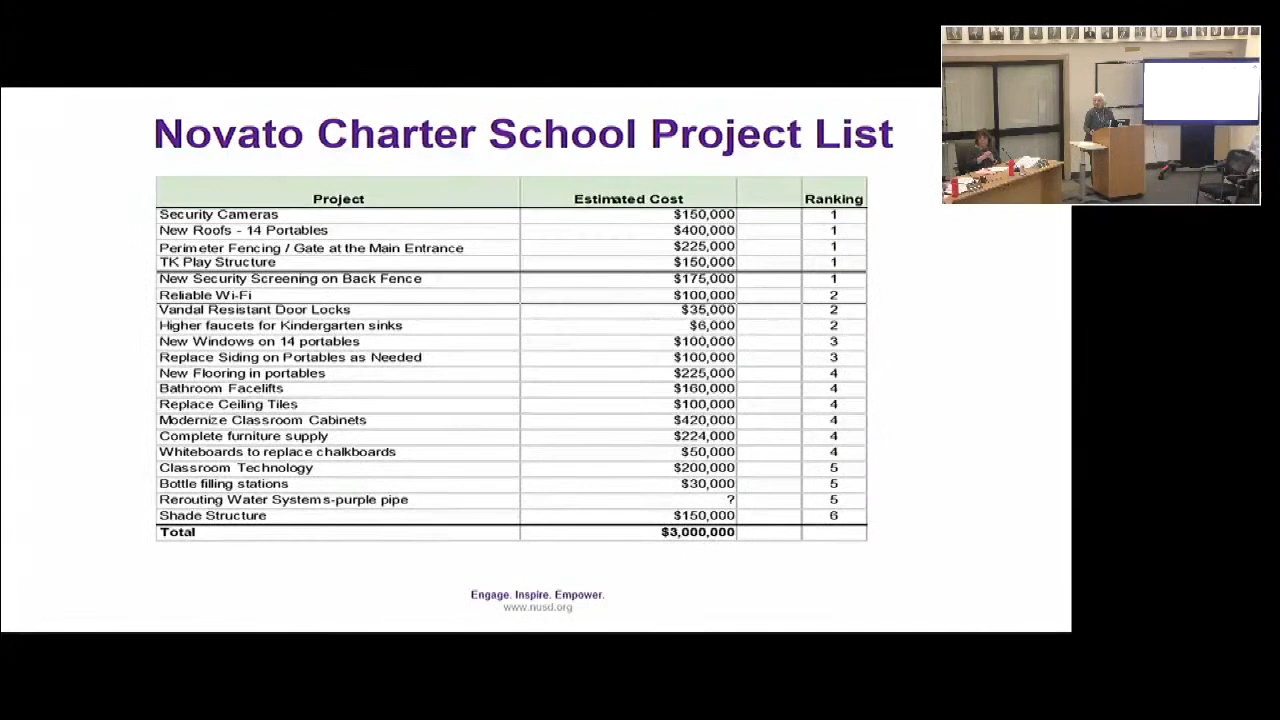 Novato Charter School Project List
Project Estimated Cost Ranking
Security Cameras $150,000 1
New Roofs - 14 Portables $400,000 1
Perimeter Fencing / Gate at the Main Entrance $225,000 1
TK Play Structure $150,000 1
New Security Screening on Back Fence $175,000 1
Reliable Wi-Fi $100,000 2
Vandal Resistant Door Locks $35,000 2
Higher faucets for Kindergarten sinks $6,000 2
New Windows on 14 portables $100,000 3
Replace Siding on Portables as Needed $100,000 3
New Flooring in portables $225,000 4
Bathroom Facelifts $160,000 4
Replace Ceiling Tiles $100,000 4
Modernize Classroom Cabinets $420,000 4
Complete furniture supply $224,000 4
Whiteboards to replace chalkboards $50,000 4
Classroom Technology $200,000 5
Bottle filling stations $30,000 5
Rerouting Water Systems-purple pipe ? 5
Shade Structure $150,000 6
Total $3,000,000
Engage. Inspire. Empower.
www.nusd.org